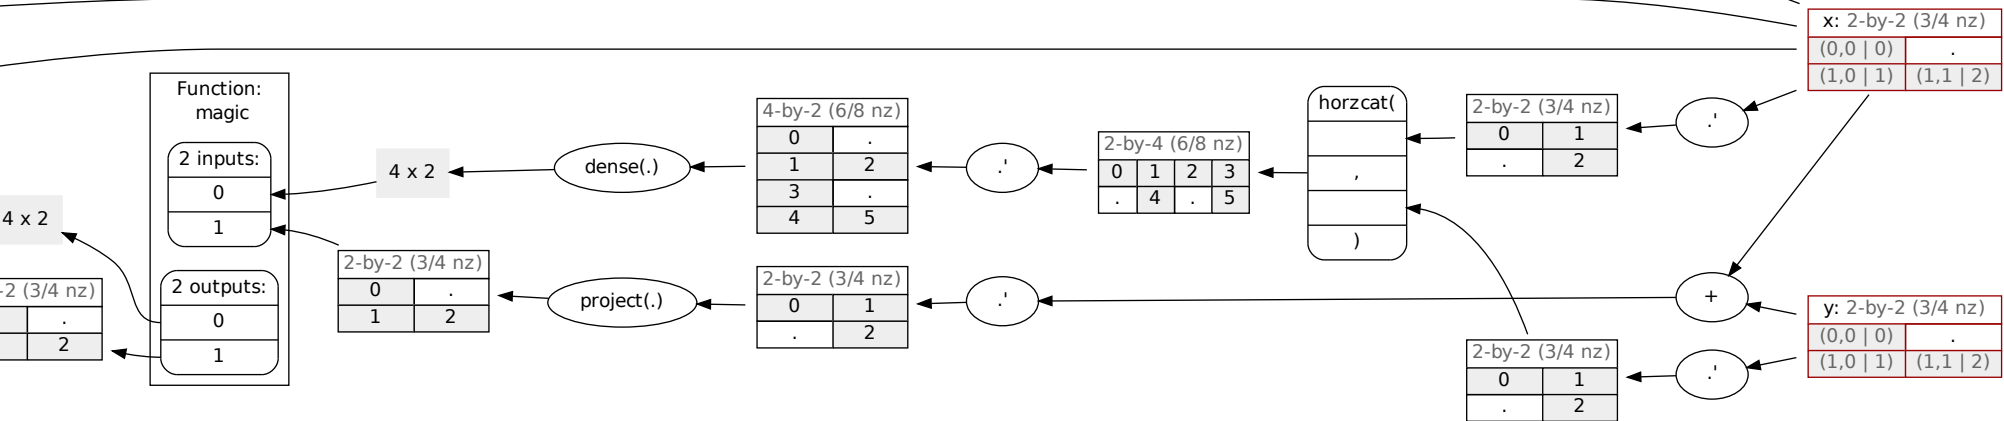 x: 2-by-2 (3/4 nz)
(0,0 | 0) .
(1,0 | 1) (1,1 | 2)
Function:
magic
2 inputs:
0
1
2 outputs:
0
1
4 x 2
-2 (3/4 nz)
.
2
4 x 2
2-by-2 (3/4 nz)
0 .
1 2
dense(.)
project(.)
4-by-2 (6/8 nz)
0 .
1 2
3 .
4 5
2-by-2 (3/4 nz)
0 1
. 2
.'
.'
2-by-4 (6/8 nz)
0 1 2 3
. 4 . 5
horzcat(
,
)
2-by-2 (3/4 nz)
0 1
. 2
.'
+
y: 2-by-2 (3/4 nz)
(0,0 | 0) .
(1,0 | 1) (1,1 | 2)
2-by-2 (3/4 nz)
0 1
. 2
.'